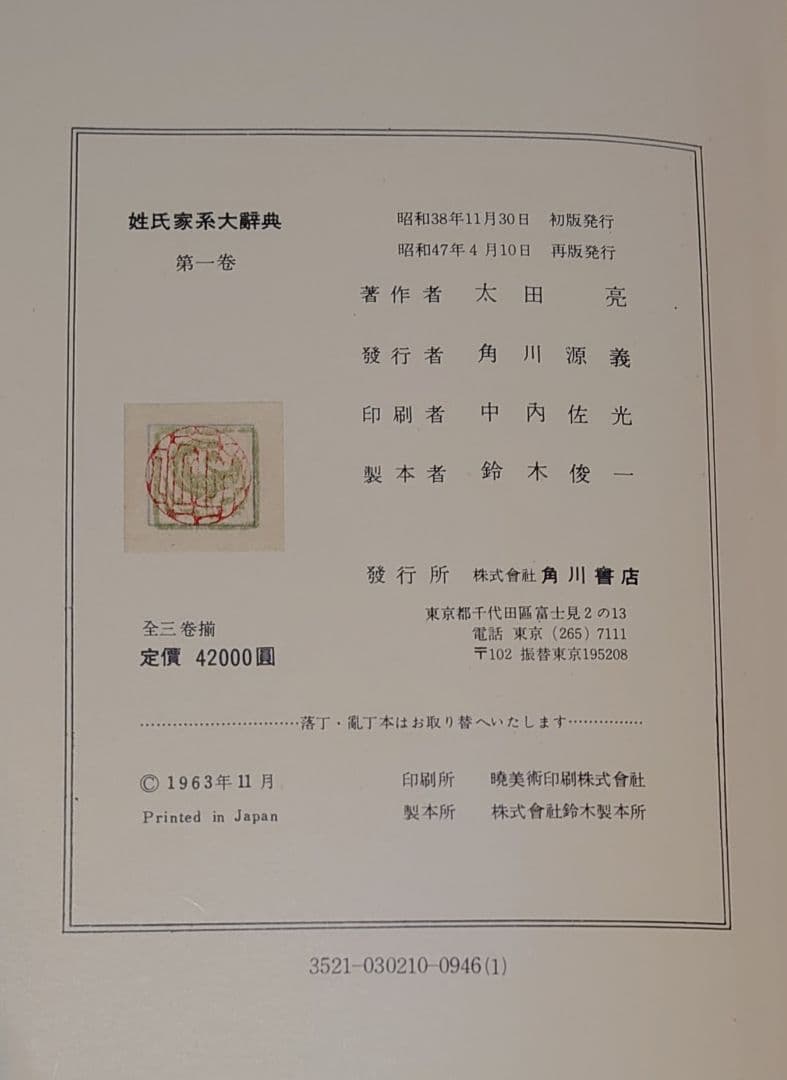 姓氏家系大辭典
第一卷
昭和38年11月30日 初版発行
昭和47年4月10日 再版発行
著作者 太田 亮
發行者 角川源義
印刷者 中內佐光
製本者 鈴木俊一
發行所 株式會社 角川書店
東京都千代田區富士見2の13
電話 東京 (265) 7111
〒102 振替東京195208
全三卷揃
定價 42000圓
…………………………落丁・亂丁本はお取り替へいたします……………
© 1963年11月
Printed in Japan
印刷所 曉美術印刷株式會社
製本所 株式會社鈴木製本所
3521-030210-0946(1)